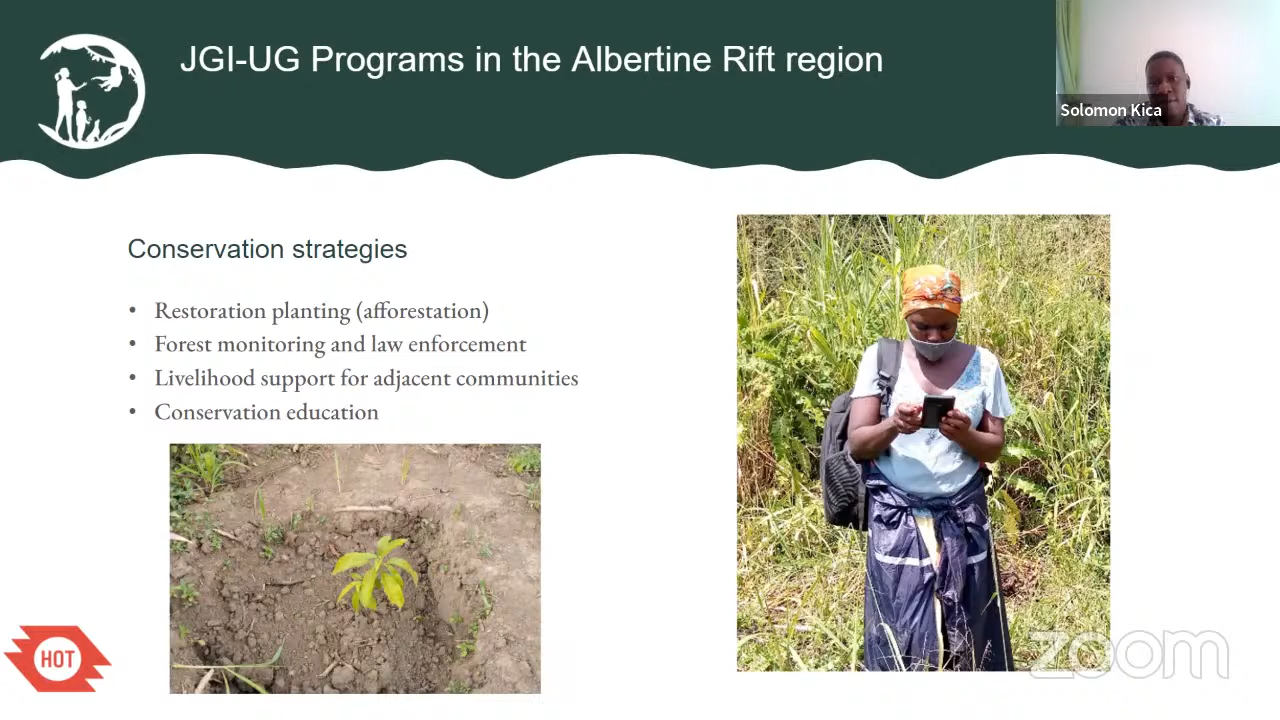 JGI-UG Programs in the Albertine Rift region
Solomon Kica
Conservation strategies
• Restoration planting (afforestation)
• Forest monitoring and law enforcement
• Livelihood support for adjacent communities
• Conservation education
HOT
zoom